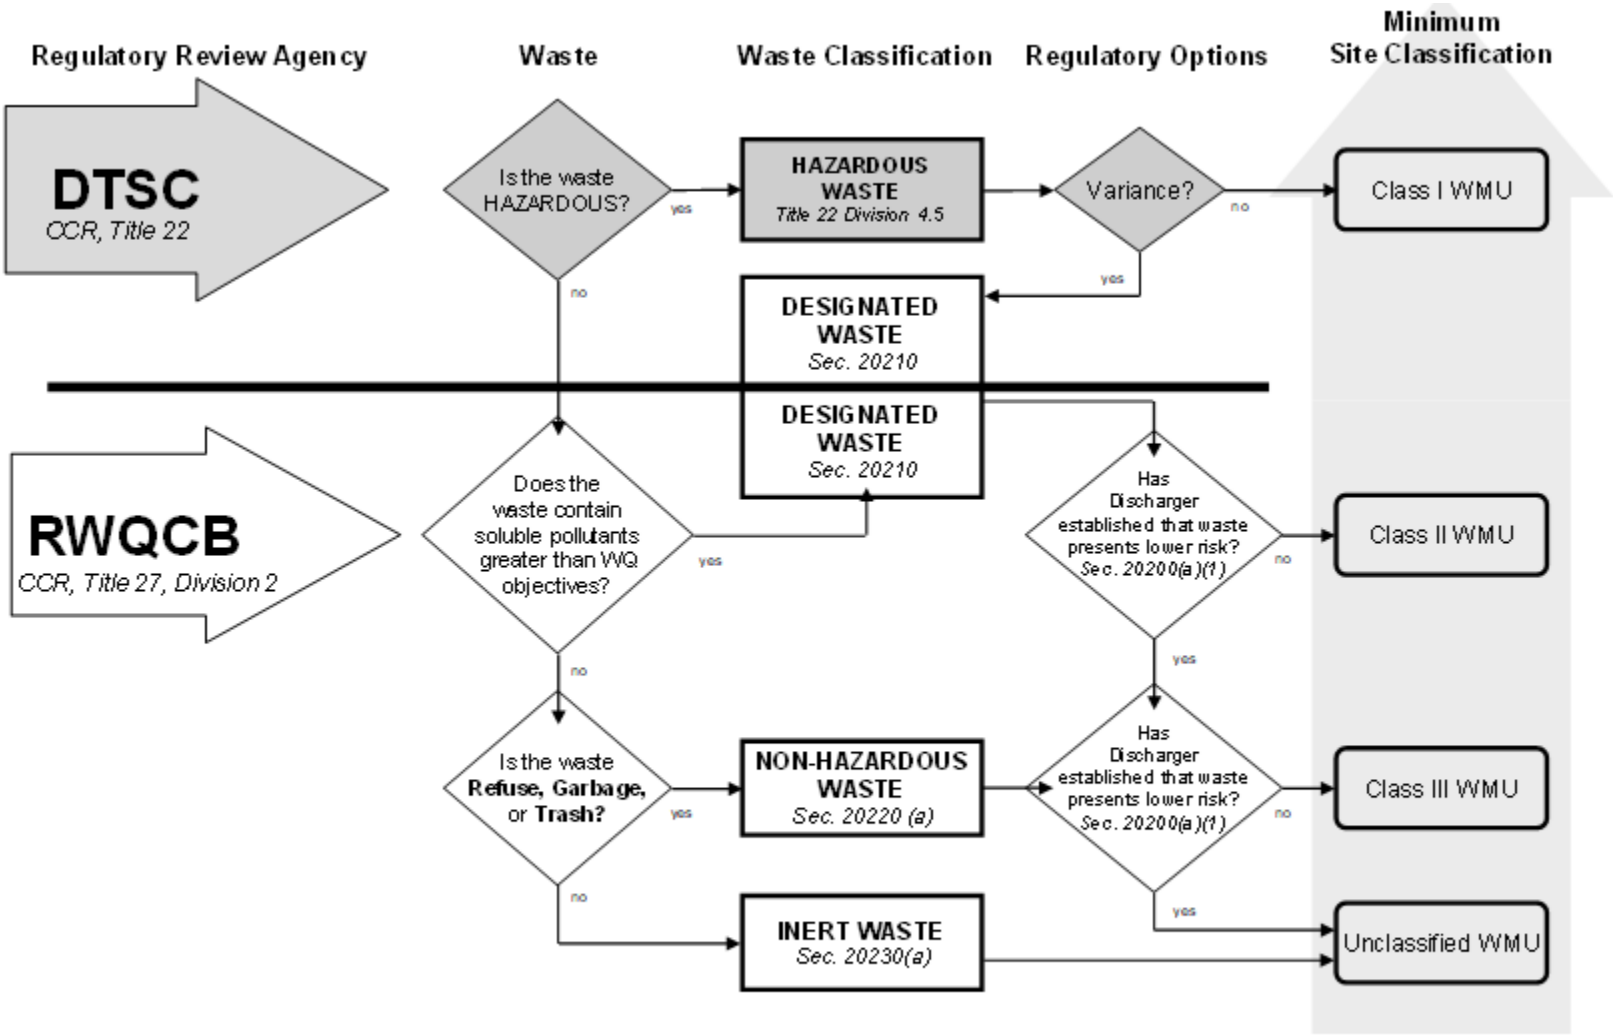 Regulatory Review Agency
Waste
Waste Classification
Regulatory Options
Minimum
Site Classification
DTSC
CCR, Title 22
Is the waste
HAZARDOUS?
yes
no
HAZARDOUS
WASTE
Title 22 Division 4.5
Variance?
no
yes
Class I WMU
DESIGNATED
WASTE
Sec. 20210
DESIGNATED
WASTE
Sec. 20210
RWQCB
CCR, Title 27, Division 2
Does the
waste contain
soluble pollutants
greater than WQ
objectives?
yes
no
Has
Discharger
established that waste
presents lower risk?
Sec. 20200(a)(1)
no
yes
Class II WMU
Is the waste
Refuse, Garbage,
or Trash?
yes
no
NON-HAZARDOUS
WASTE
Sec. 20220 (a)
Has
Discharger
established that waste
presents lower risk?
Sec. 20200(a)(1)
no
yes
Class III WMU
INERT WASTE
Sec. 20230(a)
Unclassified WMU